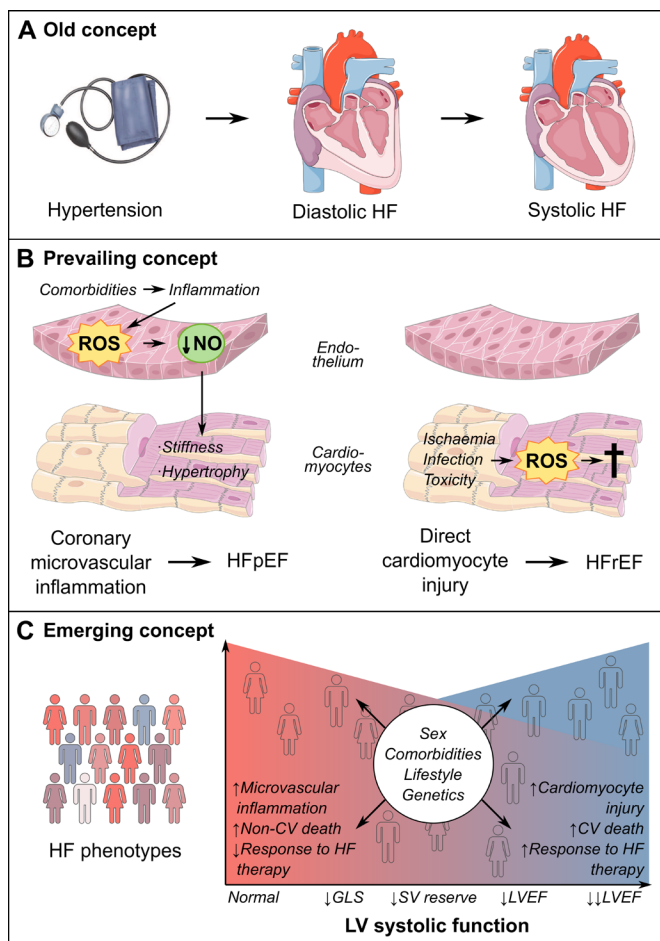 A Old concept
Hypertension
Diastolic HF
Systolic HF
B Prevailing concept
Comorbidities → Inflammation
ROS → ↓NO
Endo-
thelium
·Stiffness
·Hypertrophy
Cardio-
myocytes
Ischaemia
Infection
Toxicity
ROS
Coronary
microvascular
inflammation
HFpEF
Direct
cardiomyocyte
injury
HFrEF
C Emerging concept
HF phenotypes
Sex
Comorbidities
Lifestyle
Genetics
↑Microvascular
inflammation
↑Non-CV death
↓Response to HF
therapy
↑Cardiomyocyte
injury
↑CV death
↑Response to HF
therapy
Normal ↓GLS ↓SV reserve ↓LVEF ↓↓LVEF
LV systolic function